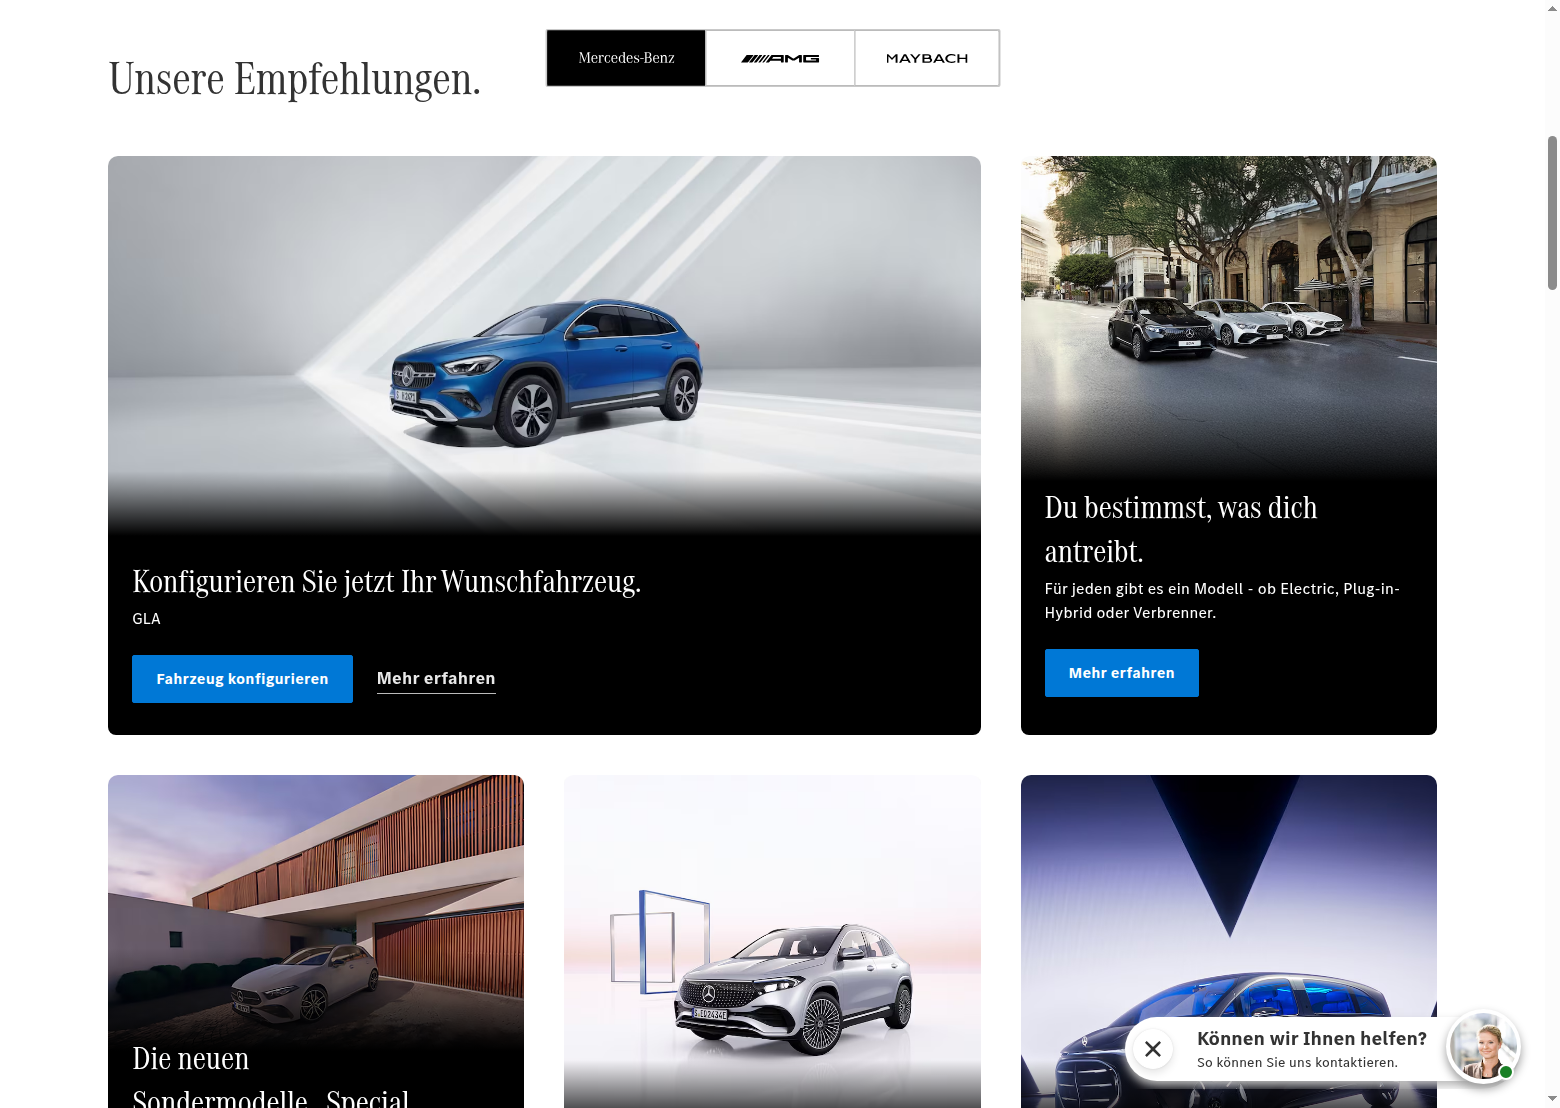 Unsere Empfehlungen.
Mercedes-Benz
AMG
MAYBACH
Konfigurieren Sie jetzt Ihr Wunschfahrzeug.
GLA
Fahrzeug konfigurieren
Mehr erfahren
Du bestimmst, was dich
antreibt.
Für jeden gibt es ein Modell - ob Electric, Plug-in-
Hybrid oder Verbrenner.
Mehr erfahren
Die neuen
Sondermodelle. Special
Können wir Ihnen helfen?
So können Sie uns kontaktieren.